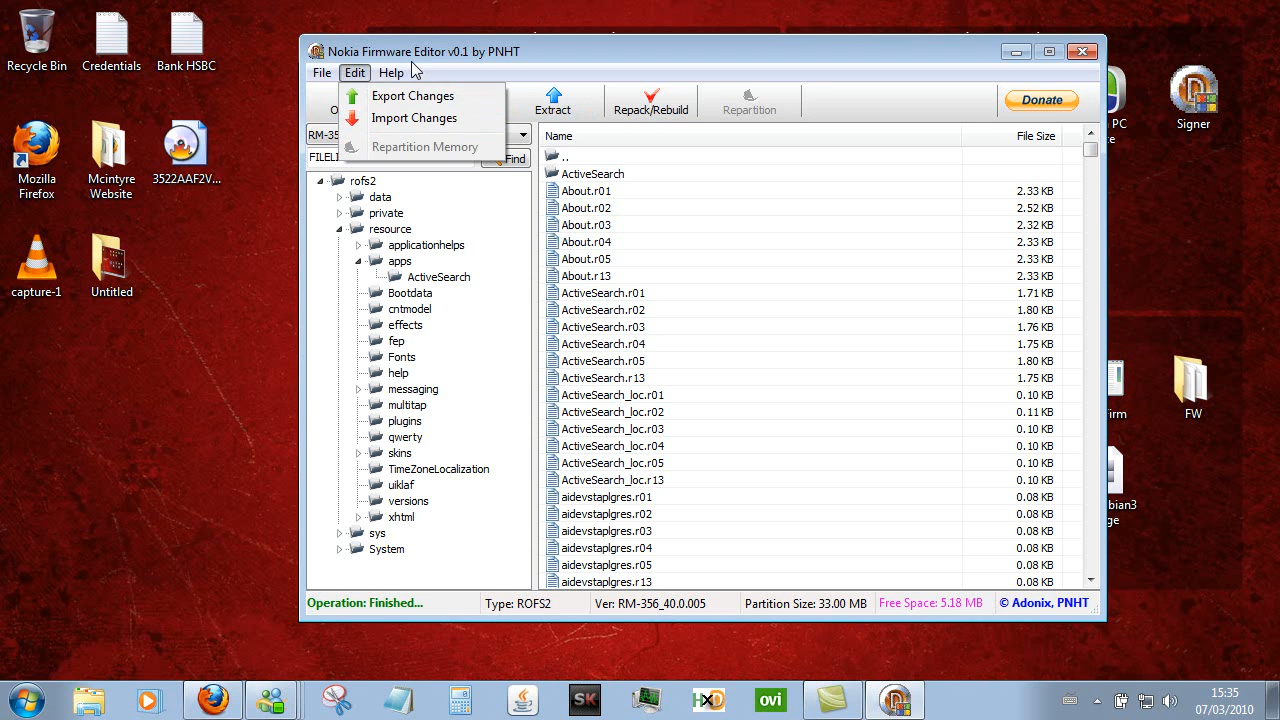 Recycle Bin
Credentials
Bank HSBC
Mozilla
Firefox
Mcintyre
Website
3522AAF2V...
capture-1
Untitled
Nokia Firmware Editor v0.1 by PNHT
File Edit Help
Export Changes
Import Changes
Repartition Memory
Extract
Repack/Rebuild
Repartition
Donate
RM-35
FILELI
Find
rofs2
data
private
resource
applicationhelps
apps
ActiveSearch
Bootdata
cntmodel
effects
fep
Fonts
help
messaging
multitap
plugins
qwerty
skins
TimeZoneLocalization
uiklaf
versions
xhtml
sys
System
Name File Size
..
ActiveSearch
About.r01 2.33 KB
About.r02 2.52 KB
About.r03 2.32 KB
About.r04 2.33 KB
About.r05 2.33 KB
About.r13 2.33 KB
ActiveSearch.r01 1.71 KB
ActiveSearch.r02 1.80 KB
ActiveSearch.r03 1.76 KB
ActiveSearch.r04 1.75 KB
ActiveSearch.r05 1.80 KB
ActiveSearch.r13 1.75 KB
ActiveSearch_loc.r01 0.10 KB
ActiveSearch_loc.r02 0.11 KB
ActiveSearch_loc.r03 0.10 KB
ActiveSearch_loc.r04 0.10 KB
ActiveSearch_loc.r05 0.10 KB
ActiveSearch_loc.r13 0.10 KB
aidevstaplgres.r01 0.08 KB
aidevstaplgres.r02 0.08 KB
aidevstaplgres.r03 0.08 KB
aidevstaplgres.r04 0.08 KB
aidevstaplgres.r05 0.08 KB
aidevstaplgres.r13 0.08 KB
Operation: Finished... Type: ROFS2 Ver: RM-356_40.0.005 Partition Size: 33.00 MB Free Space: 5.18 MB © Adonix, PNHT
PC
te
Signer
irm
FW
bian3
ge
SK
HxD
ovi
15:35
07/03/2010